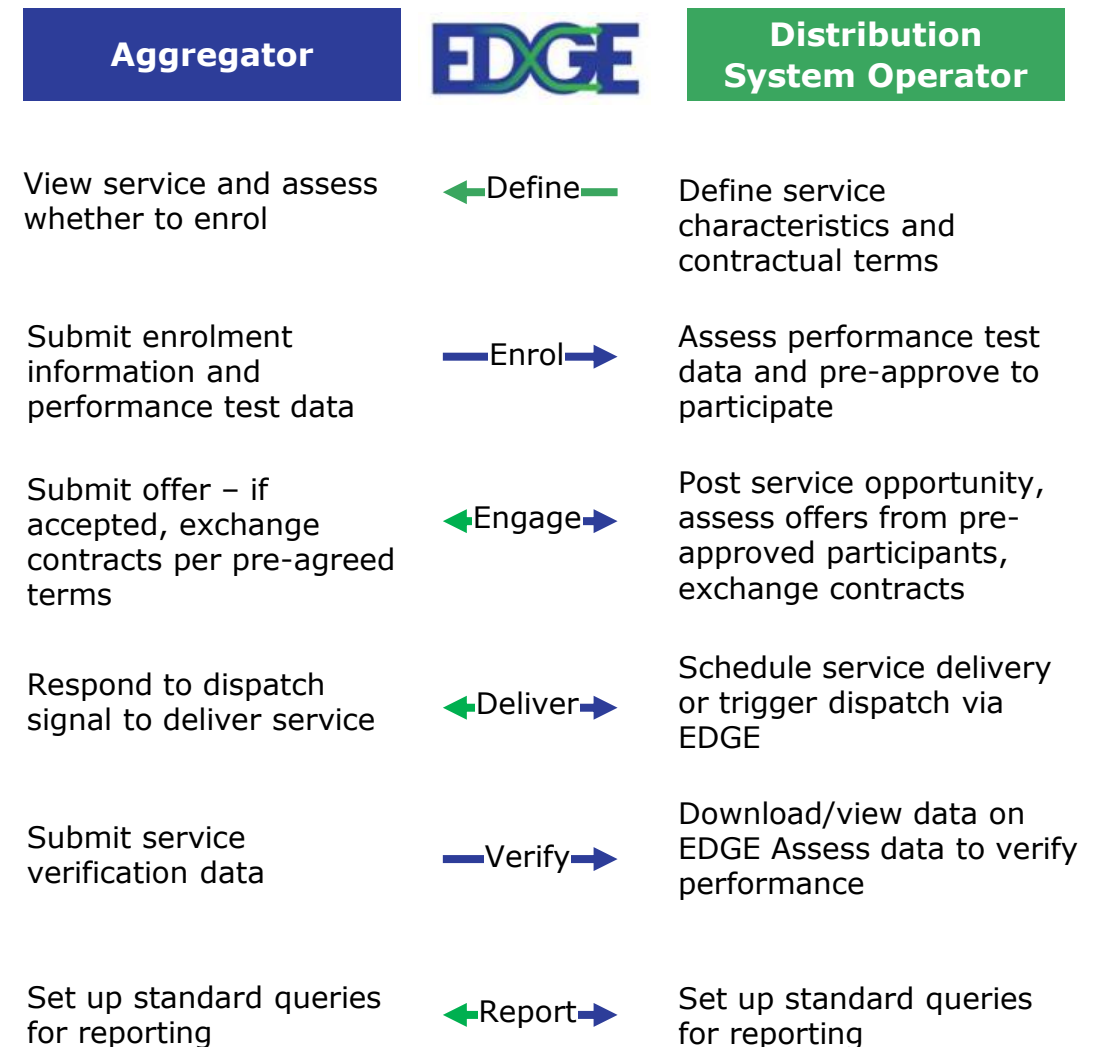 Aggregator
EDGE
Distribution
System Operator
View service and assess
whether to enrol
Define
Define service
characteristics and
contractual terms
Submit enrolment
information and
performance test data
Enrol
Assess performance test
data and pre-approve to
participate
Submit offer – if
accepted, exchange
contracts per pre-agreed
terms
Engage
Post service opportunity,
assess offers from pre-
approved participants,
exchange contracts
Respond to dispatch
signal to deliver service
Deliver
Schedule service delivery
or trigger dispatch via
EDGE
Submit service
verification data
Verify
Download/view data on
EDGE Assess data to verify
performance
Set up standard queries
for reporting
Report
Set up standard queries
for reporting